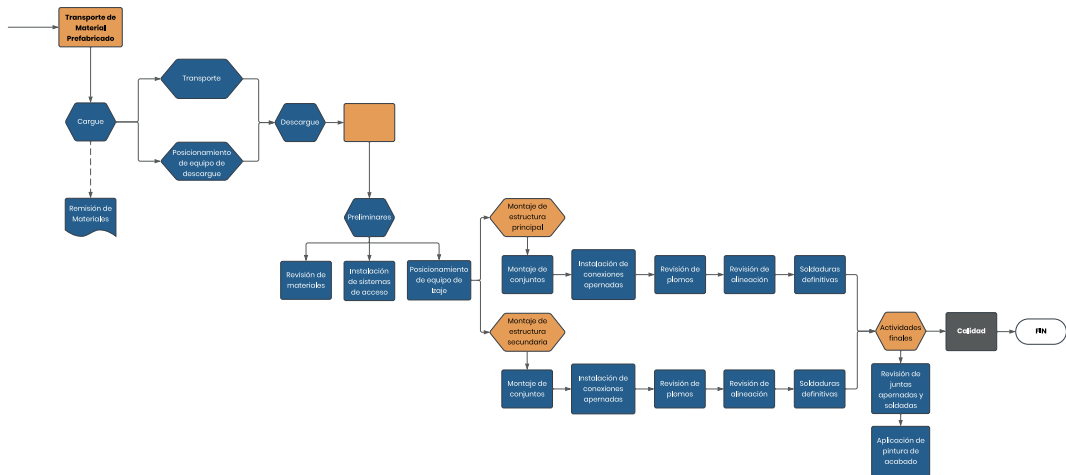 Transporte de
Material
Prefabricado
Transporte
Cargue
Descargue
Posicionamiento
de equipo de
descargue
Remisión de
Materiales
Preliminares
Revisión de
materiales
Instalación
de sistemas
de acceso
Posicionamiento
de equipo de
Izaje
Montaje de
estructura
principal
Montaje de
conjuntos
Instalación de
conexiones
apernadas
Revisión de
plomos
Revisión de
alineación
Soldaduras
definitivas
Montaje de
estructura
secundaria
Montaje de
conjuntos
Instalación de
conexiones
apernadas
Revisión de
plomos
Revisión de
alineación
Soldaduras
definitivas
Actividades
finales
Calidad
FIN
Revisión de
juntas
apernadas y
soldadas
Aplicación de
pintura de
acabado